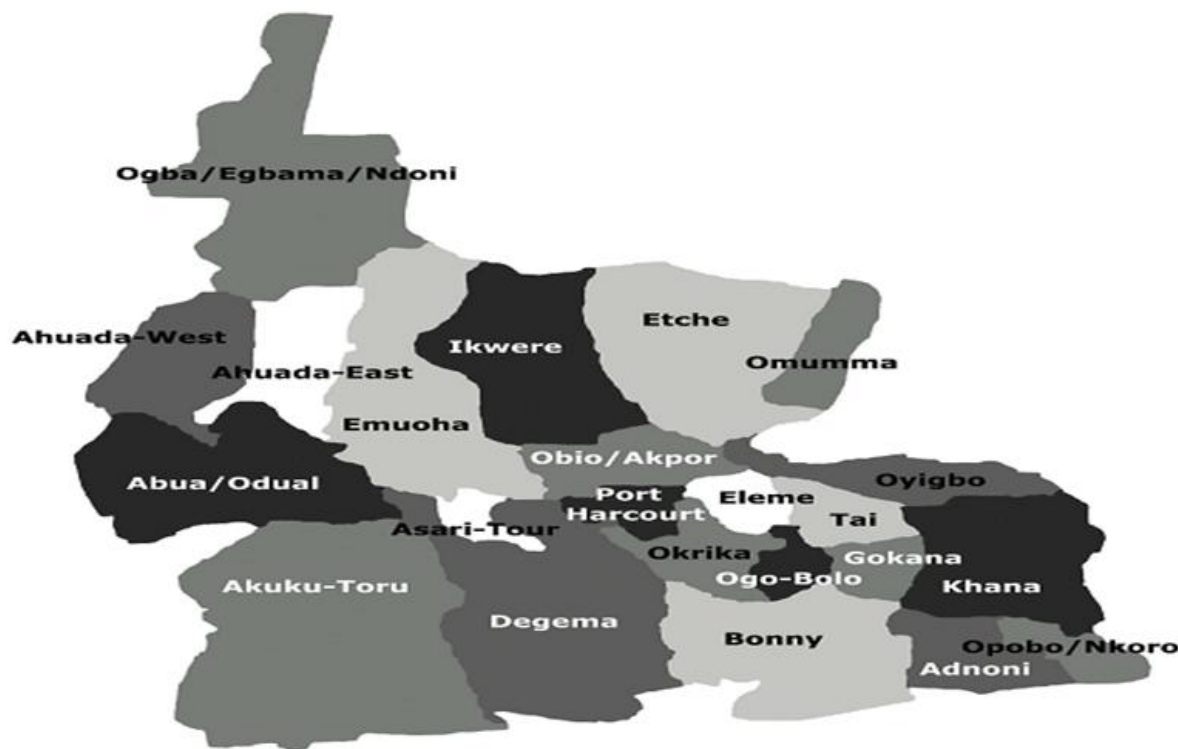 Ogba/Egbama/Ndoni
Etche
Ahuada-West
Ikwere
Omumma
Ahuada-East
Emuoha
Obio/Akpor
Abua/Odual
Oyigbo
Port
Harcourt
Eleme
Tai
Asari-Tour
Okrika
Gokana
Ogo-Bolo
Akuku-Toru
Khana
Degema
Bonny
Opobo/Nkoro
Adnoni